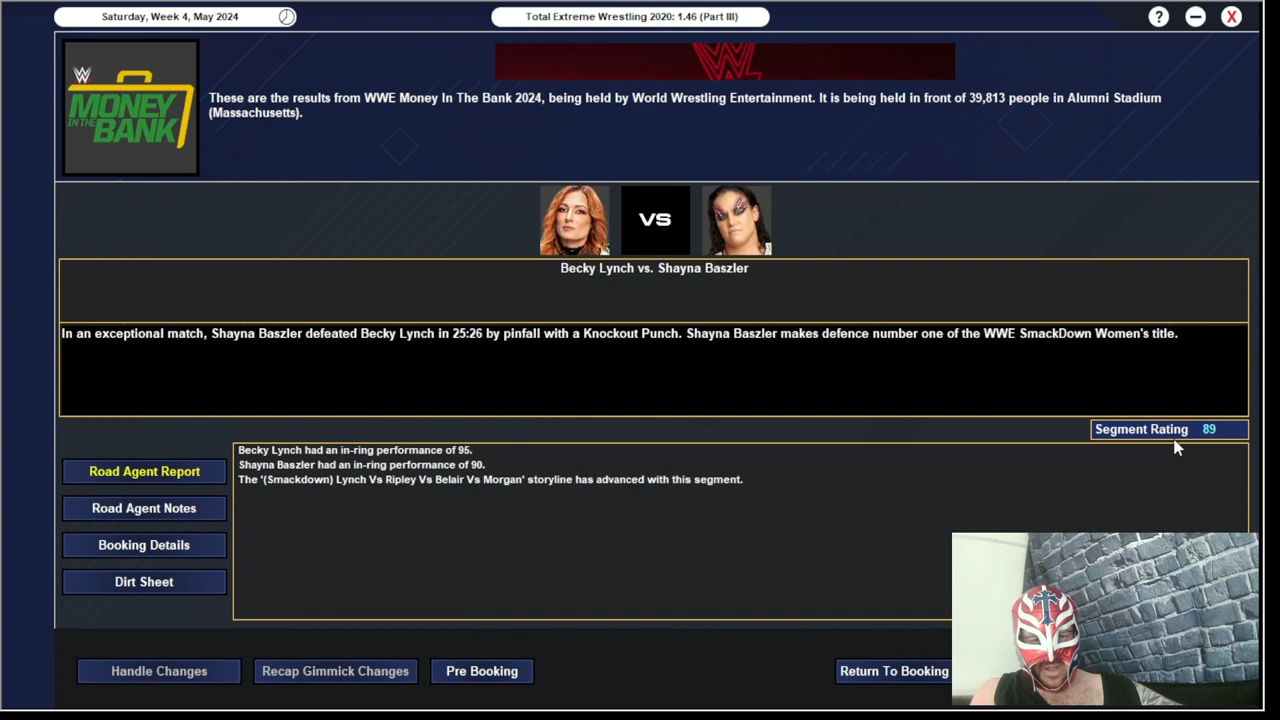 Saturday, Week 4, May 2024
Total Extreme Wrestling 2020: 1.46 (Part III)
?
X
W
MONEY
IN THE
BANK
These are the results from WWE Money In The Bank 2024, being held by World Wrestling Entertainment. It is being held in front of 39,813 people in Alumni Stadium
(Massachusetts).
VS
Becky Lynch vs. Shayna Baszler
In an exceptional match, Shayna Baszler defeated Becky Lynch in 25:26 by pinfall with a Knockout Punch. Shayna Baszler makes defence number one of the WWE SmackDown Women's title.
Segment Rating 89
Becky Lynch had an in-ring performance of 95.
Shayna Baszler had an in-ring performance of 90.
The '(Smackdown) Lynch Vs Ripley Vs Belair Vs Morgan' storyline has advanced with this segment.
Road Agent Report
Road Agent Notes
Booking Details
Dirt Sheet
Handle Changes
Recap Gimmick Changes
Pre Booking
Return To Booking